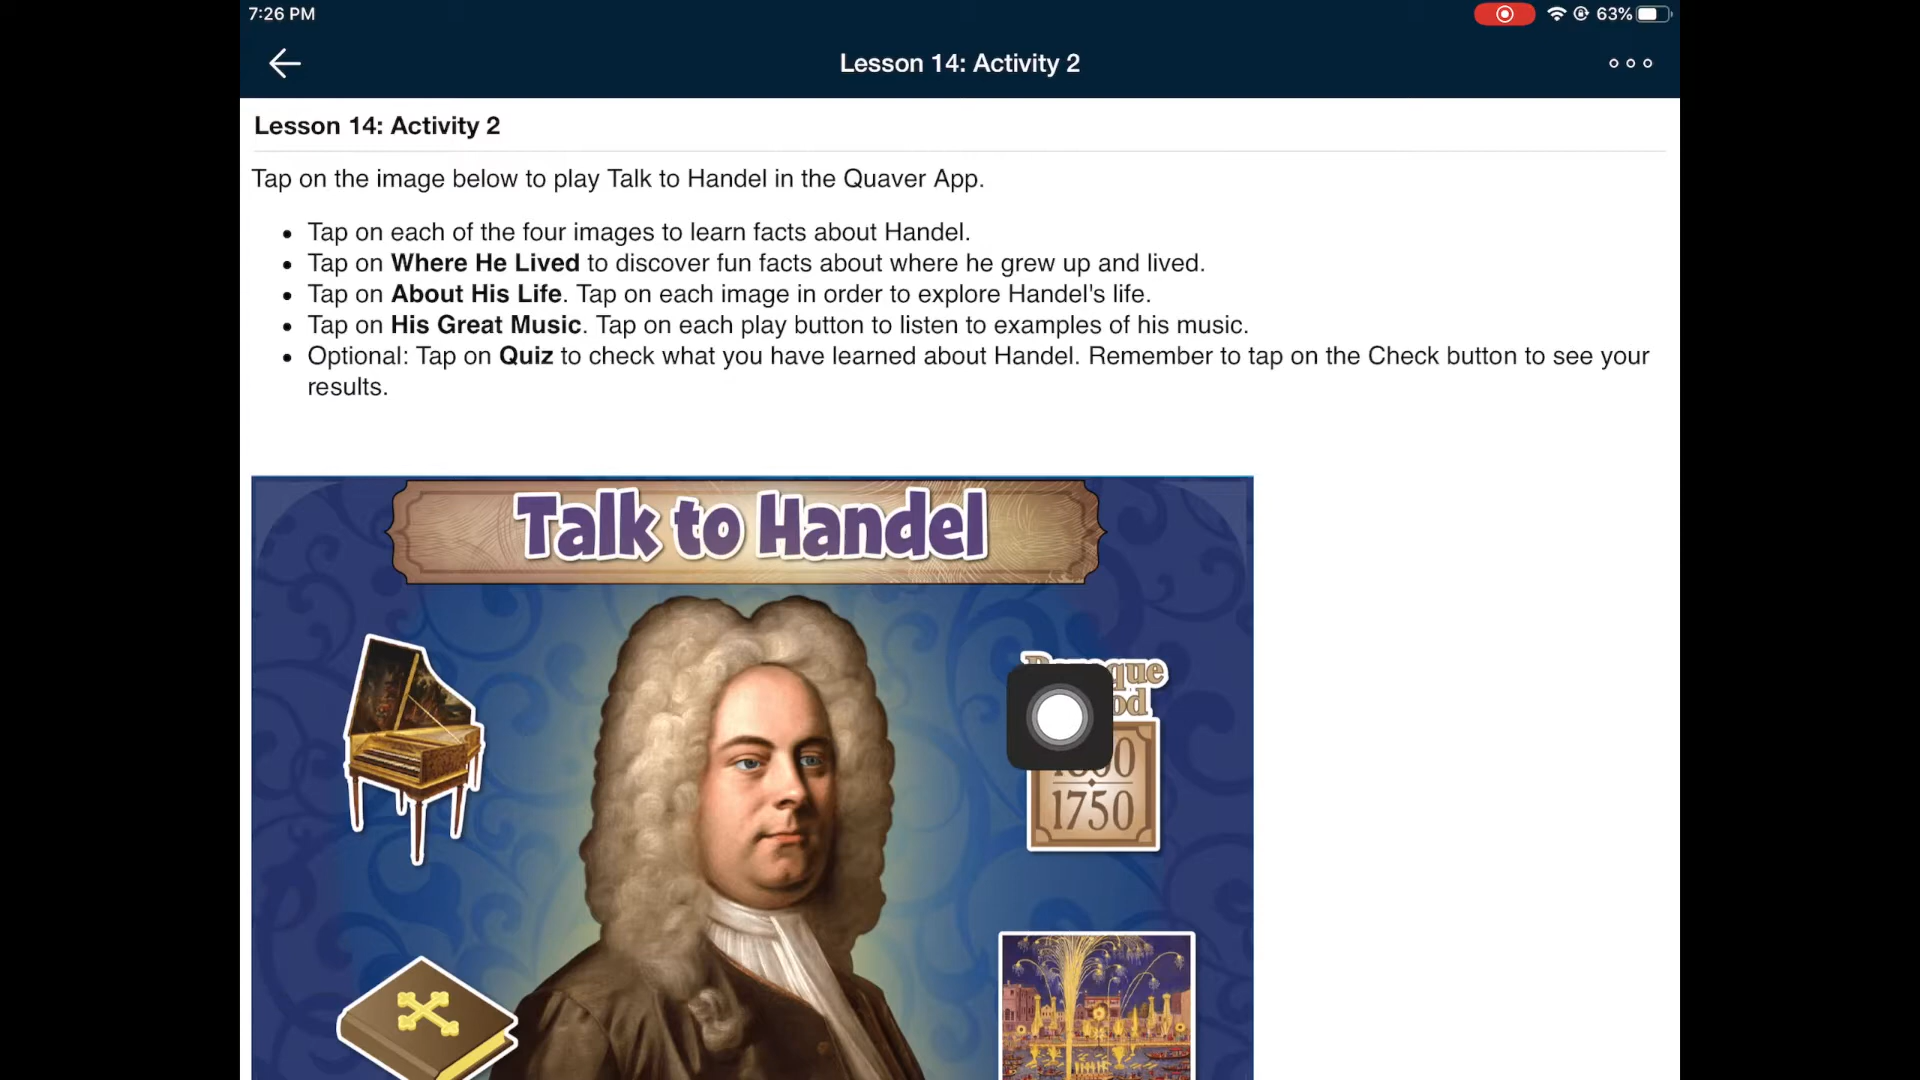 7:26 PM
63%
Lesson 14: Activity 2
Lesson 14: Activity 2
Tap on the image below to play Talk to Handel in the Quaver App.
• Tap on each of the four images to learn facts about Handel.
• Tap on Where He Lived to discover fun facts about where he grew up and lived.
• Tap on About His Life. Tap on each image in order to explore Handel's life.
• Tap on His Great Music. Tap on each play button to listen to examples of his music.
• Optional: Tap on Quiz to check what you have learned about Handel. Remember to tap on the Check button to see your
results.
Talk to Handel
1750